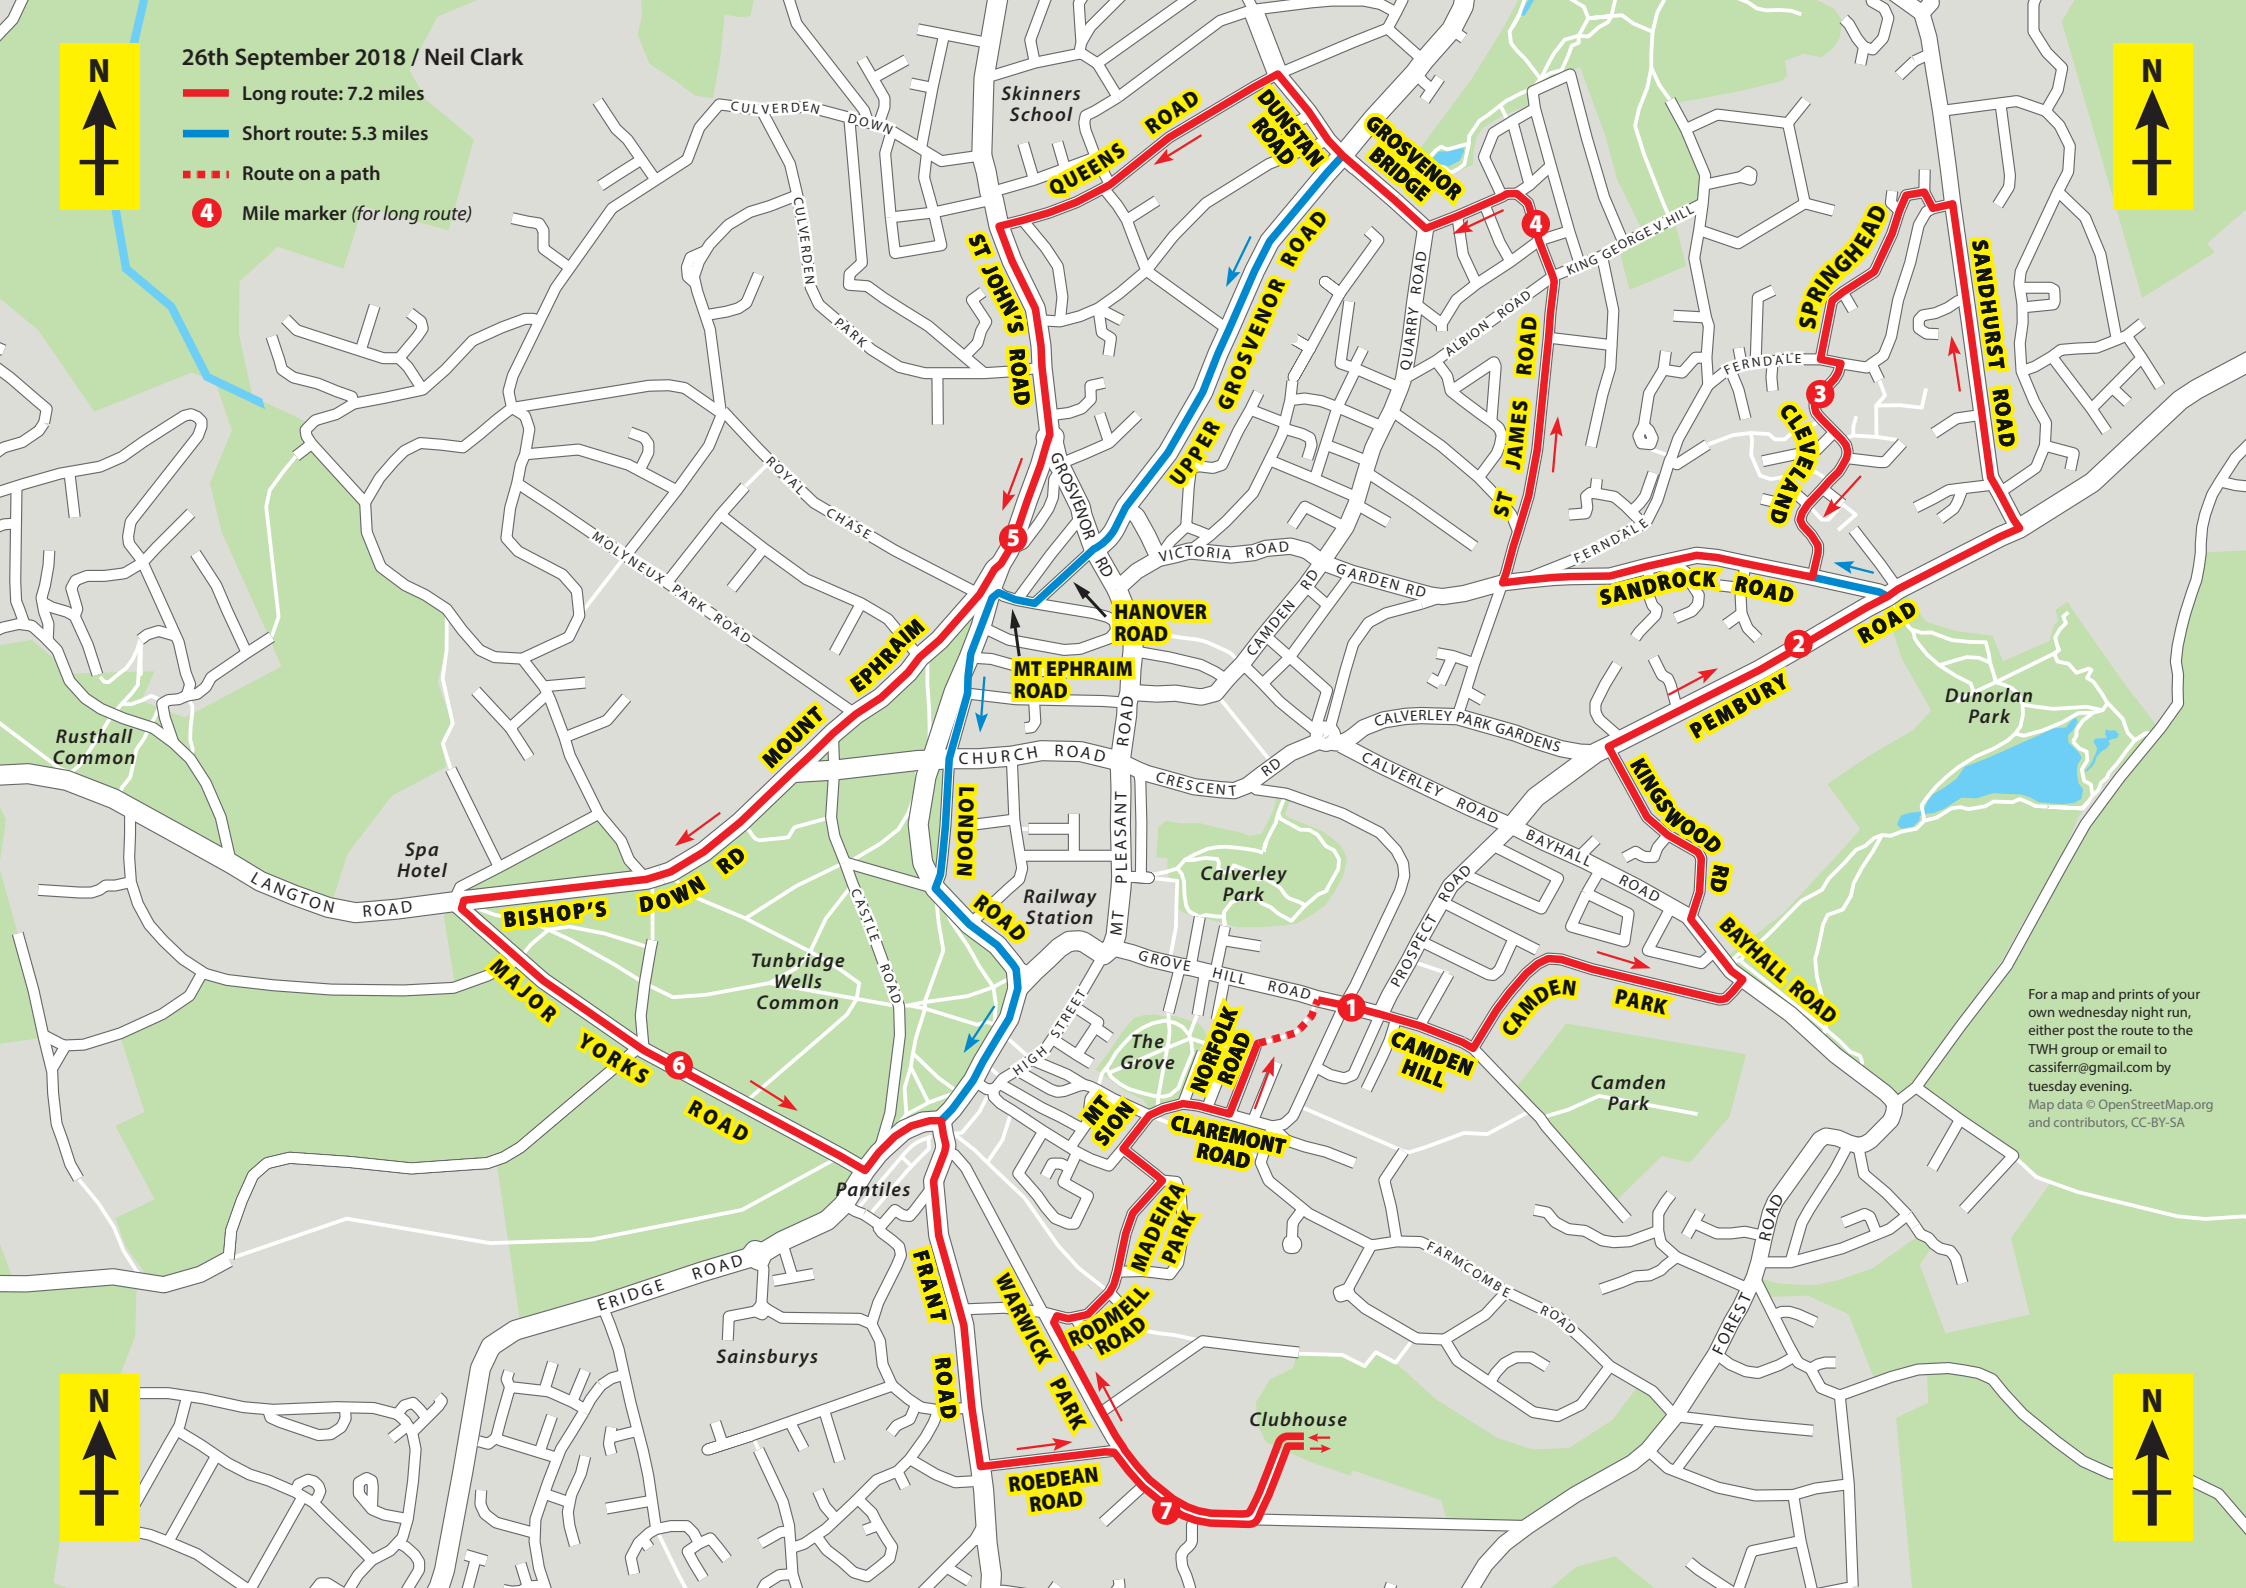 N
26th September 2018 / Neil Clark
Long route: 7.2 miles
Short route: 5.3 miles
Route on a path
4 Mile marker (for long route)
N
Skinners
School
CULVERDEN DOWN
QUEENS ROAD
DUNSTAN
ROAD
GROSVENOR
BRIDGE
4
KING GEORGE V HILL
SPRINGHEAD
SANDHURST ROAD
CULVERDEN
PARK
ST JOHN'S ROAD
UPPER GROSVENOR ROAD
QUARRY ROAD
ALBION ROAD
ST JAMES ROAD
FERNDALE
3
CLEVELAND
ROYAL CHASE
GROSVENOR RD
5
MOLYNEUX PARK ROAD
VICTORIA ROAD
GARDEN RD
CAMDEN RD
FERNDALE
SANDROCK ROAD
HANOVER
ROAD
MT EPHRAIM
ROAD
2
PEMBURY ROAD
Dunorlan
Park
MOUNT EPHRAIM
Rusthall
Common
CHURCH ROAD
MT PLEASANT ROAD
CRESCENT RD
CALVERLEY PARK GARDENS
CALVERLEY ROAD
KINGSWOOD RD
LONDON ROAD
Spa
Hotel
LANGTON ROAD
BISHOP'S DOWN RD
CASTLE ROAD
Railway
Station
Calverley
Park
BAYHALL ROAD
PROSPECT ROAD
BAYHALL ROAD
Tunbridge
Wells
Common
MAJOR YORKS ROAD
6
GROVE HILL ROAD
1
CAMDEN PARK
CAMDEN
HILL
HIGH STREET
The
Grove
NORFOLK
ROAD
MT
SION
CLAREMONT
ROAD
Camden
Park
For a map and prints of your
own wednesday night run,
either post the route to the
TWH group or email to
cassiferr@gmail.com by
tuesday evening.
Map data © OpenStreetMap.org
and contributors, CC-BY-SA
Pantiles
ERIDGE ROAD
FRANT ROAD
WARWICK PARK
MADEIRA
PARK
RODMELL
ROAD
FARMCOMBE ROAD
FOREST ROAD
Sainsburys
Clubhouse
ROEDEAN
ROAD
7
N
N